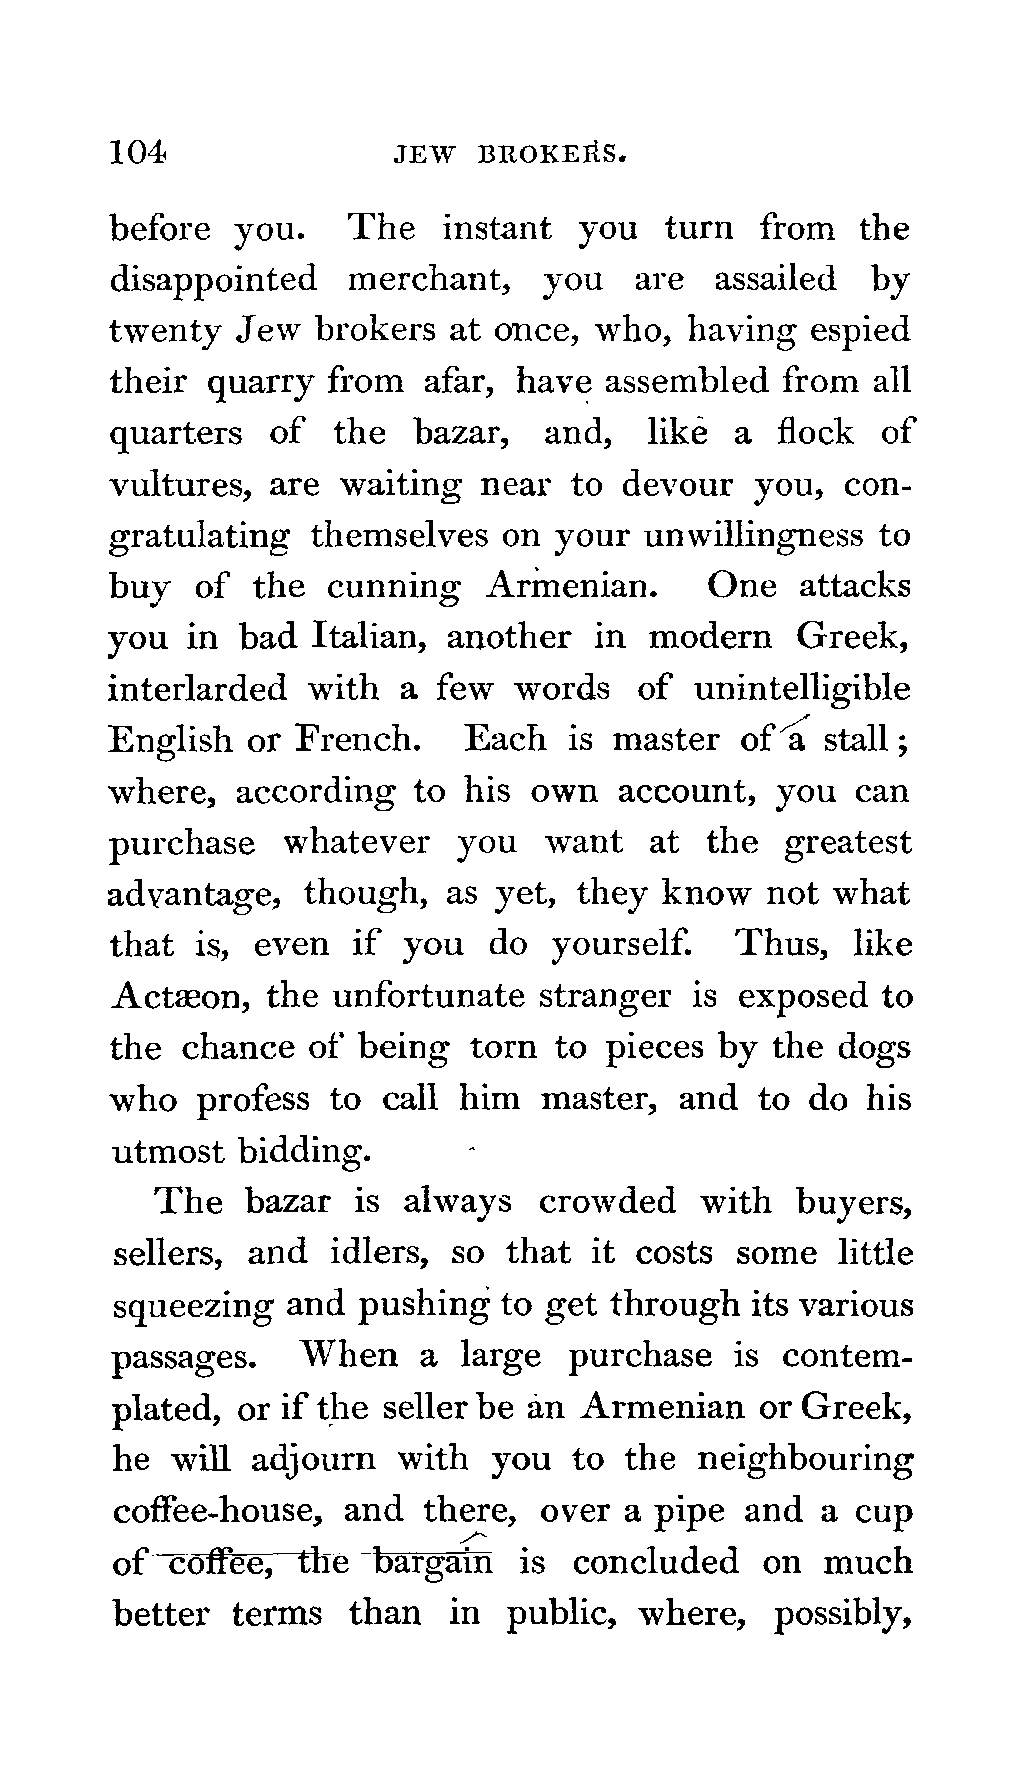 104 JEW BROKERS.
before you. The instant you turn from the
disappointed merchant, you are assailed by
twenty Jew brokers at once, who, having espied
their quarry from afar, have assembled from all
quarters of the bazar, and, like a flock of
vultures, are waiting near to devour you, con-
gratulating themselves on your unwillingness to
buy of the cunning Armenian. One attacks
you in bad Italian, another in modern Greek,
interlarded with a few words of unintelligible
English or French. Each is master of a stall;
where, according to his own account, you can
purchase whatever you want at the greatest
advantage, though, as yet, they know not what
that is, even if you do yourself. Thus, like
Actæon, the unfortunate stranger is exposed to
the chance of being torn to pieces by the dogs
who profess to call him master, and to do his
utmost bidding.
The bazar is always crowded with buyers,
sellers, and idlers, so that it costs some little
squeezing and pushing to get through its various
passages. When a large purchase is contem-
plated, or if the seller be an Armenian or Greek,
he will adjourn with you to the neighbouring
coffee-house, and there, over a pipe and a cup
of coffee, the bargain is concluded on much
better terms than in public, where, possibly,